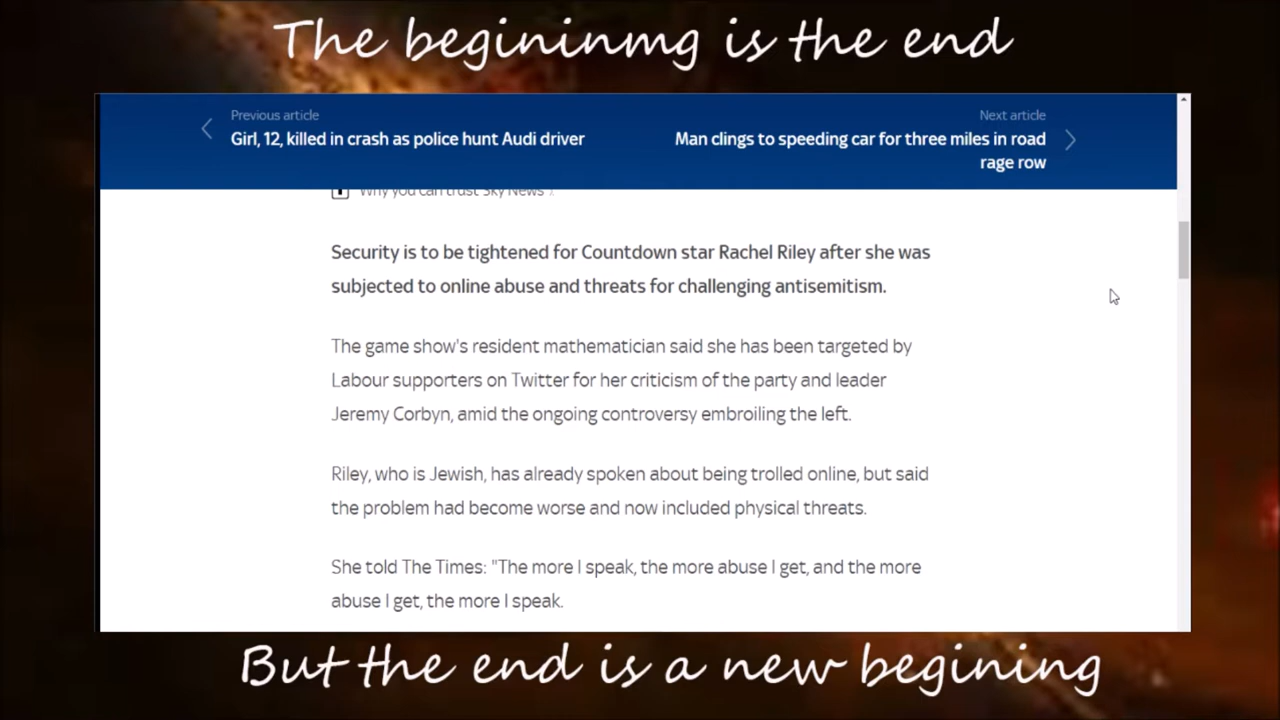 The begininmg is the end
Previous article
Girl, 12, killed in crash as police hunt Audi driver
Next article
Man clings to speeding car for three miles in road
rage row
Why you can trust Sky News
Security is to be tightened for Countdown star Rachel Riley after she was
subjected to online abuse and threats for challenging antisemitism.
The game show's resident mathematician said she has been targeted by
Labour supporters on Twitter for her criticism of the party and leader
Jeremy Corbyn, amid the ongoing controversy embroiling the left.
Riley, who is Jewish, has already spoken about being trolled online, but said
the problem had become worse and now included physical threats.
She told The Times: "The more I speak, the more abuse I get, and the more
abuse I get, the more I speak.
But the end is a new begining